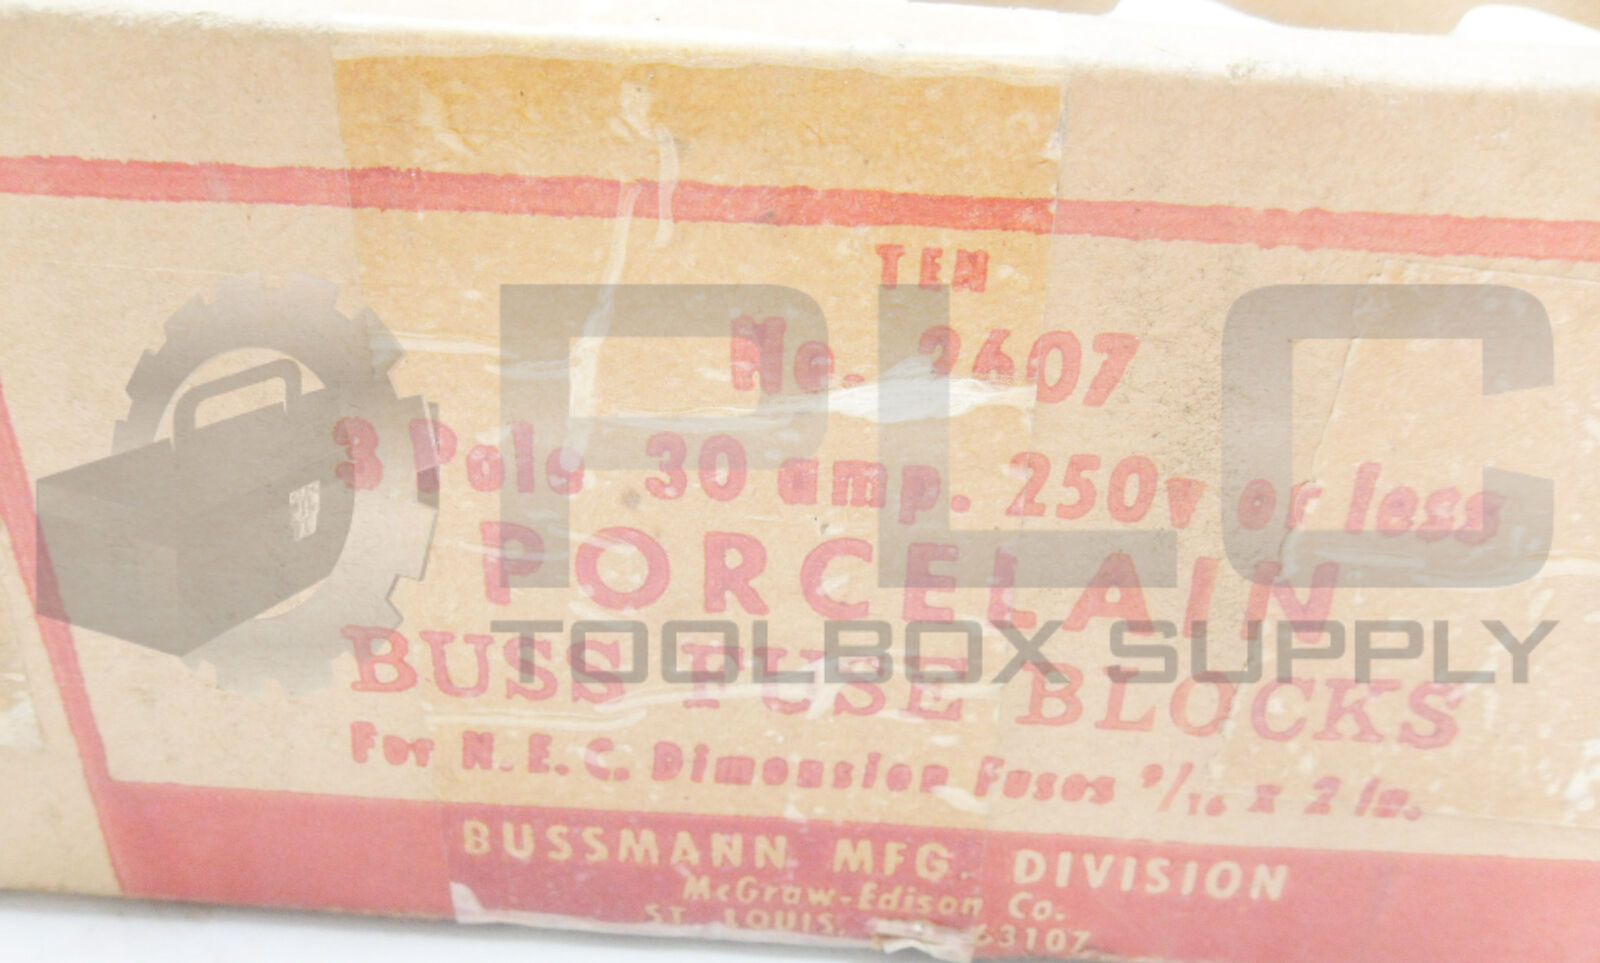 TEN
No. 2607
3 Pole 30 amp. 250v or less
PORCELAIN
BUSS FUSE BLOCKS
For N.E.C. Dimension Fuses 9/16 x 2 in.
BUSSMANN MFG. DIVISION
McGraw-Edison Co.
ST. LOUIS, 63107
PLC
TOOLBOX SUPPLY